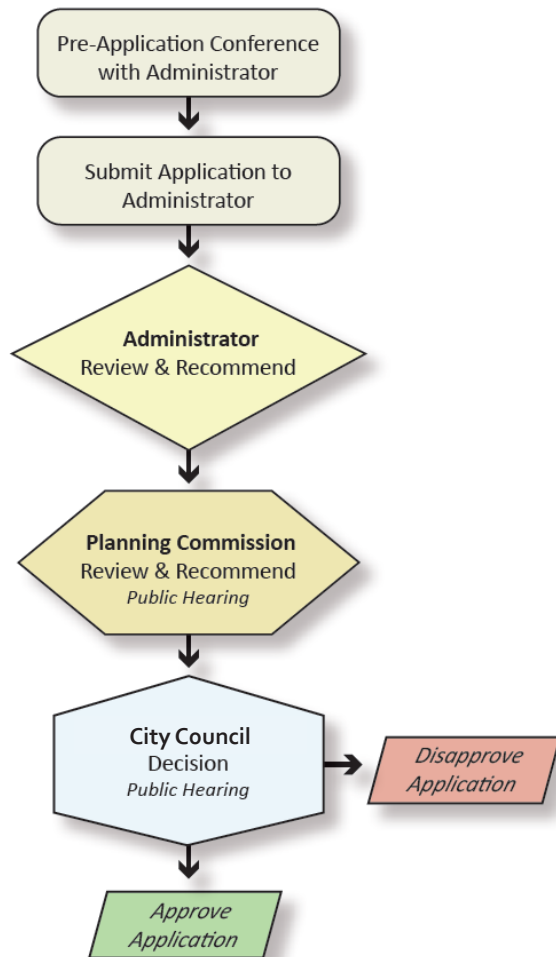 Pre-Application Conference
with Administrator
Submit Application to
Administrator
Administrator
Review & Recommend
Planning Commission
Review & Recommend
Public Hearing
City Council
Decision
Public Hearing
Disapprove
Application
Approve
Application